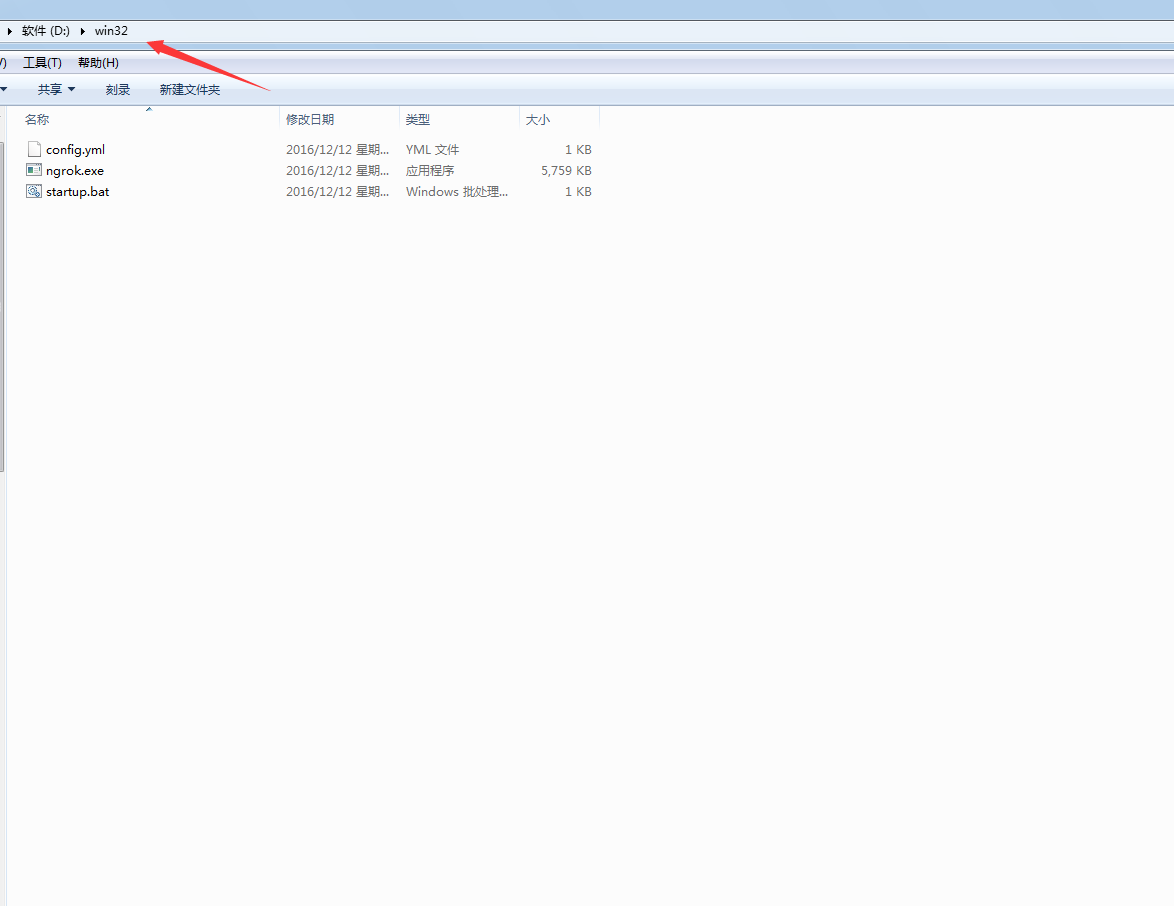 软件 (D:) win32
) 工具(T) 帮助(H)
共享 刻录 新建文件夹
名称 修改日期 类型 大小
config.yml 2016/12/12 星期... YML 文件 1 KB
ngrok.exe 2016/12/12 星期... 应用程序 5,759 KB
startup.bat 2016/12/12 星期... Windows 批处理... 1 KB